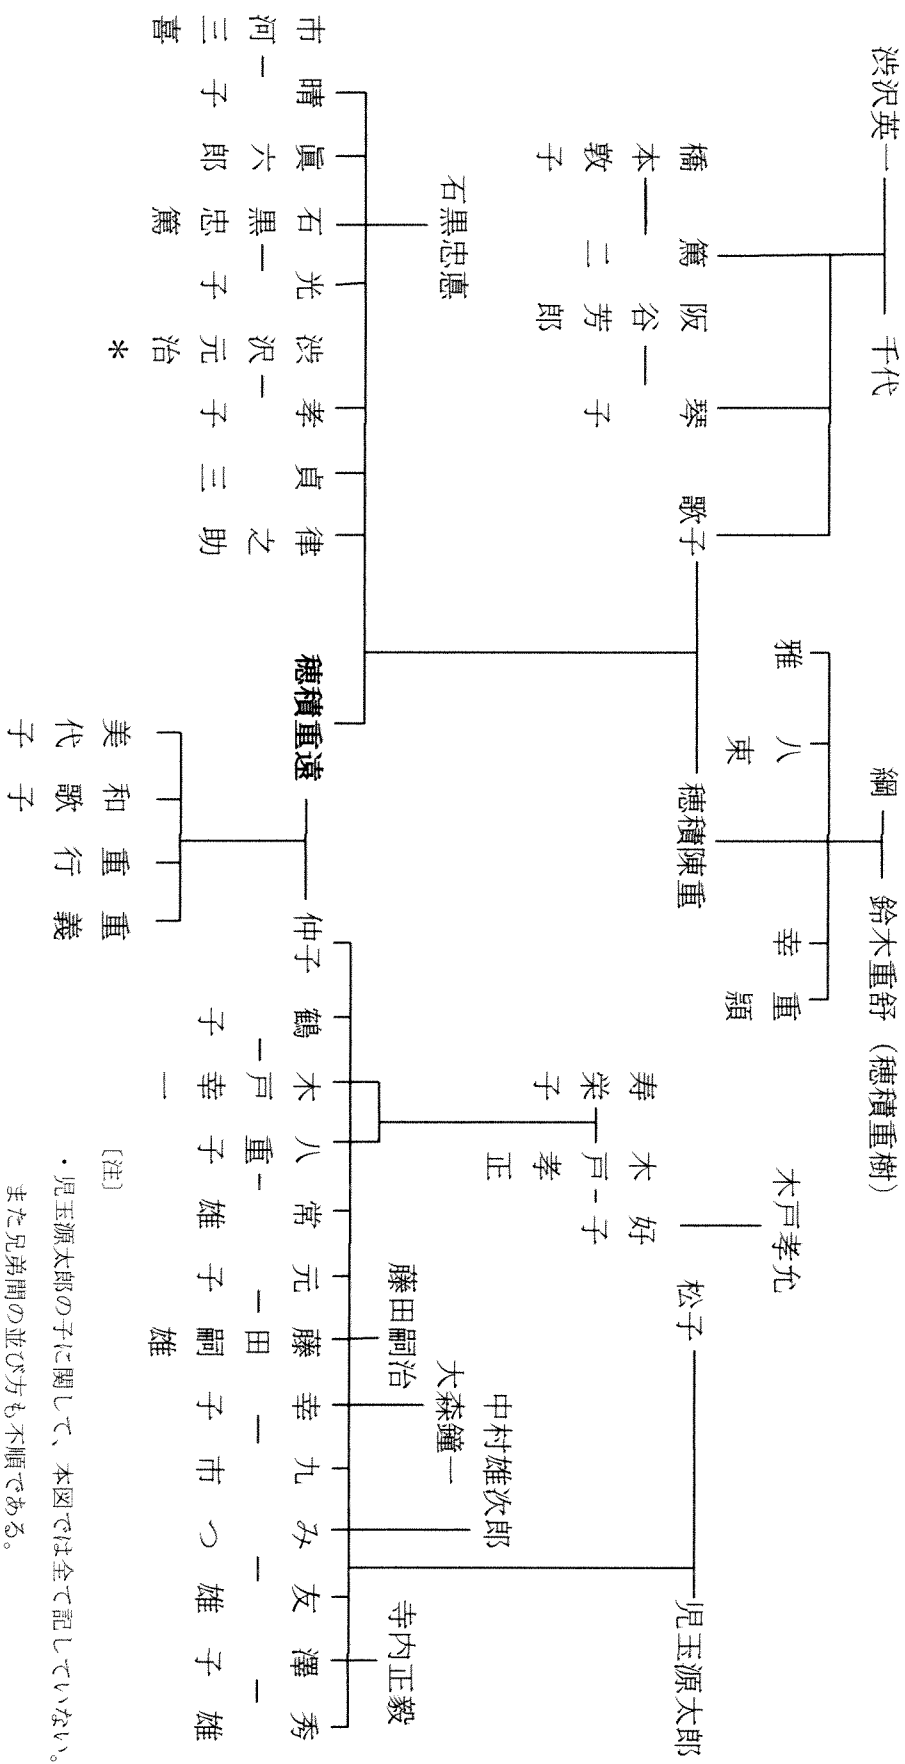 渋沢英一
千代
綱
鈴木重舒（穂積重樹）
雅
八束
幸
重頴
木戸孝允
橋本敦子
篤二
阪谷芳郎
琴子
歌子
穂積陳重
寿栄子
木戸孝正
好子
松子
児玉源太郎
石黒忠悳
藤田嗣治
大森鐘一
中村雄次郎
寺内正毅
市河三喜
晴子
眞六郎
石黒忠篤
光子
渋沢元治*
孝子
貞三
律之助
穂積重遠
仲子
鶴子
木戸幸一
八重子
常雄
元子
藤田嗣雄
幸子
九市
みつ
友雄
澤子
秀雄
美代子
和歌子
重行
重義
〔注〕
・児玉源太郎の子に関して、本図では全て記していない。
また兄弟間の並び方も不順である。